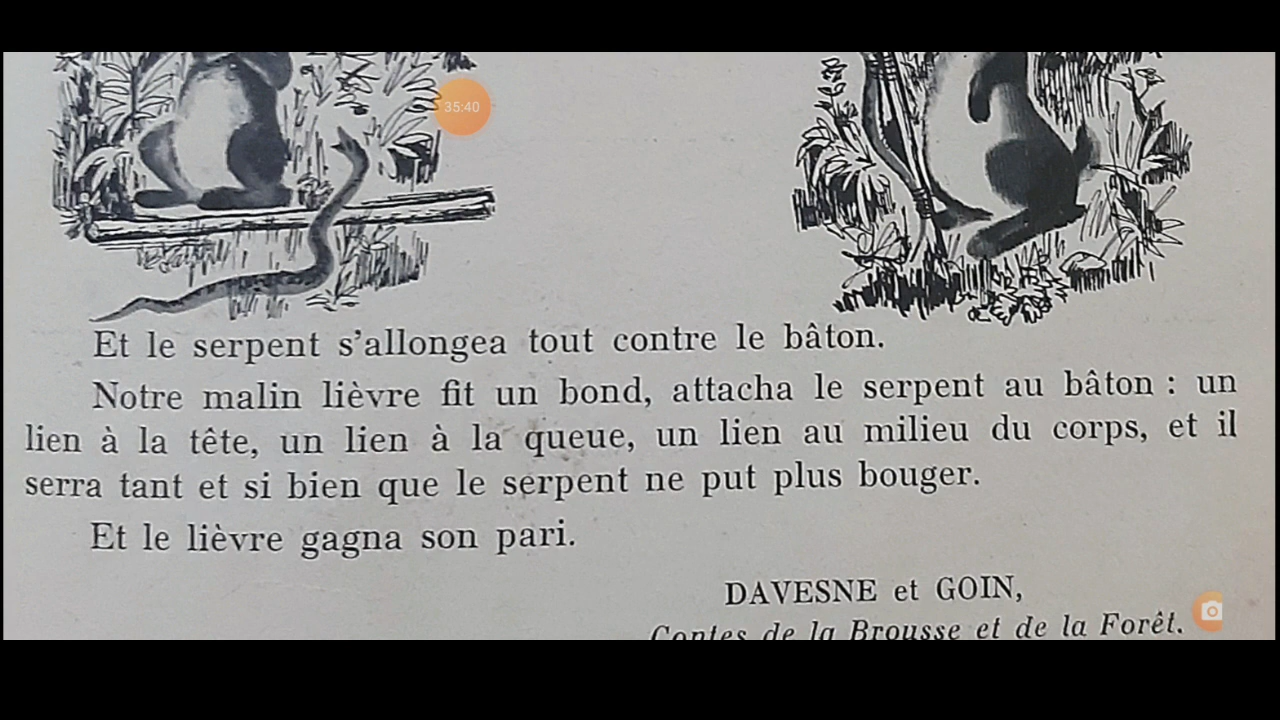 35:40
Et le serpent s'allongea tout contre le bâton.
Notre malin lièvre fit un bond, attacha le serpent au bâton : un
lien à la tête, un lien à la queue, un lien au milieu du corps, et il
serra tant et si bien que le serpent ne put plus bouger.
Et le lièvre gagna son pari.
DAVESNE et GOIN,
Contes de la Brousse et de la Forêt.